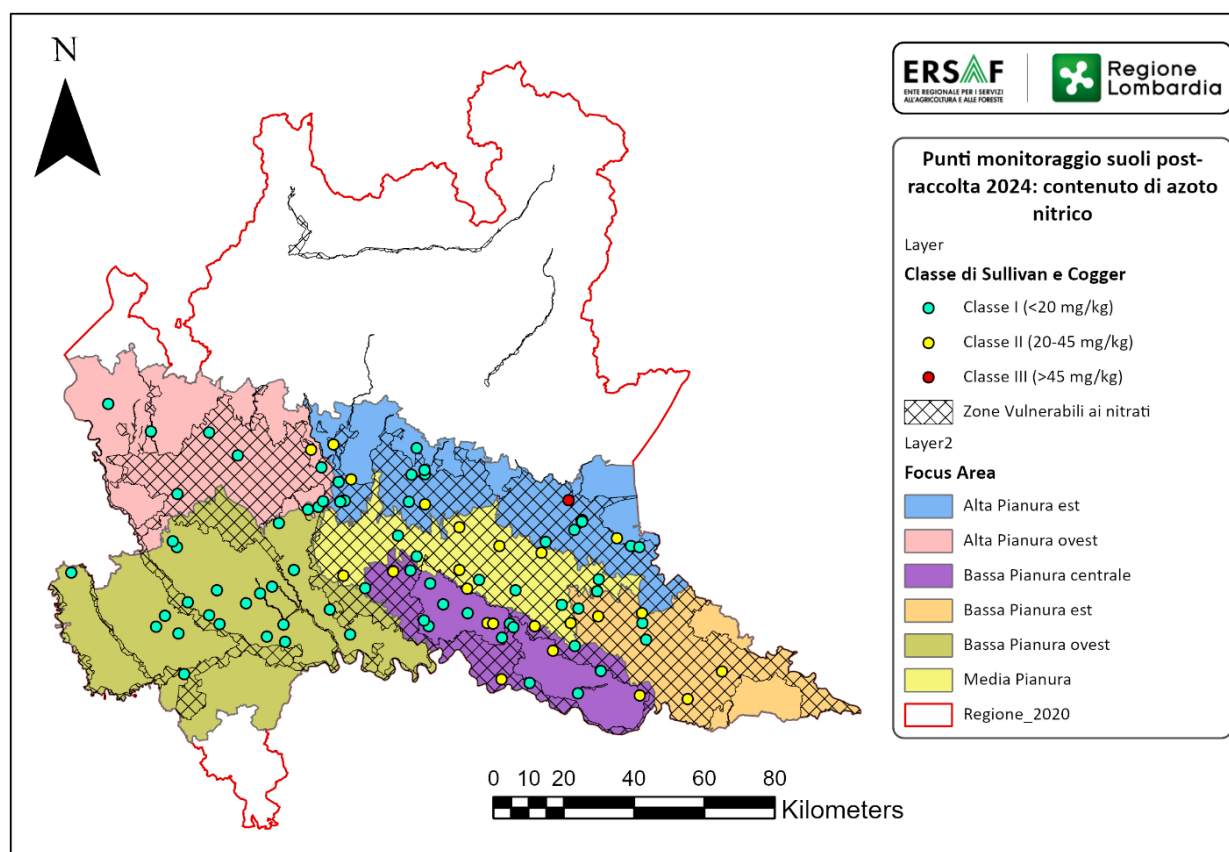 N
ERSAF
ENTE REGIONALE PER I SERVIZI
ALL'AGRICOLTURA E ALLE FORESTE
Regione
Lombardia
Punti monitoraggio suoli post-
raccolta 2024: contenuto di azoto
nitrico
Layer
Classe di Sullivan e Cogger
Classe I (<20 mg/kg)
Classe II (20-45 mg/kg)
Classe III (>45 mg/kg)
Zone Vulnerabili ai nitrati
Layer2
Focus Area
Alta Pianura est
Alta Pianura ovest
Bassa Pianura centrale
Bassa Pianura est
Bassa Pianura ovest
Media Pianura
Regione_2020
0 10 20 40 60 80
Kilometers